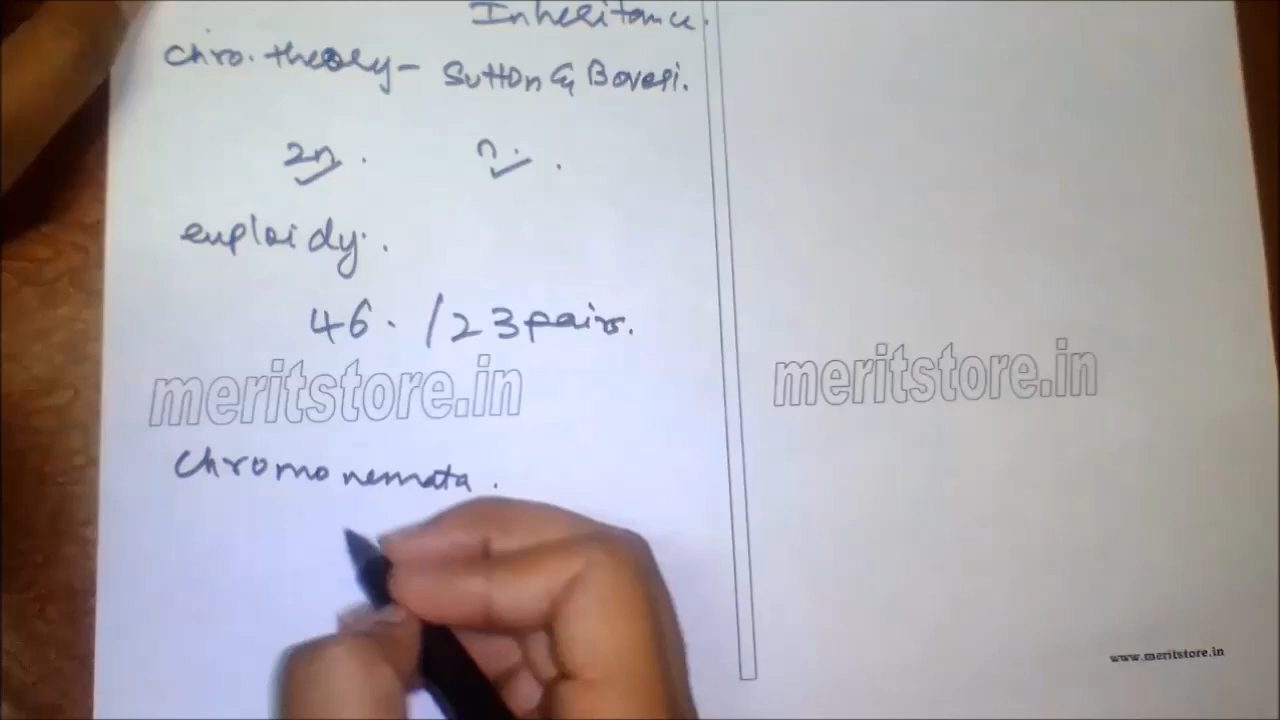 Inheritance.
Chro. theory - Sutton & Boveri.
2n. n.
euploidy.
46. / 23 pairs.
meritstore.in meritstore.in
Chromonemata.
www.meritstore.in